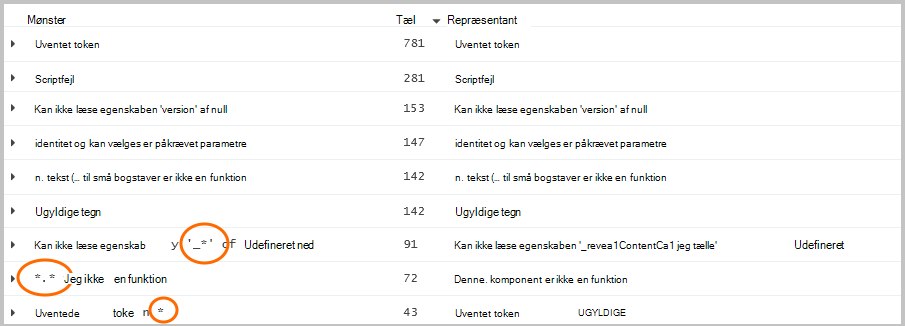 Mønster Tæl Repræsentant
Uventet token 781 Uventet token
Scriptfejl 281 Scriptfejl
Kan ikke læse egenskaben 'version' af null 153 Kan ikke læse egenskaben 'version' af null
identitet og kan vælges er påkrævet parametre 147 identitet og kan vælges er påkrævet parametre
n. tekst (... til små bogstaver er ikke en funktion 142 n. tekst (... til små bogstaver er ikke en funktion
Ugyldige tegn 142 Ugyldige tegn
Kan ikke læse egenskab y '_*' of Udefineret ned 91 Kan ikke læse egenskaben '_revea1ContentCa1 jeg tælle' Udefineret
*.* Jeg ikke en funktion 72 Denne. komponent er ikke en funktion
Uventede toke n * 43 Uventet token UGYLDIGE